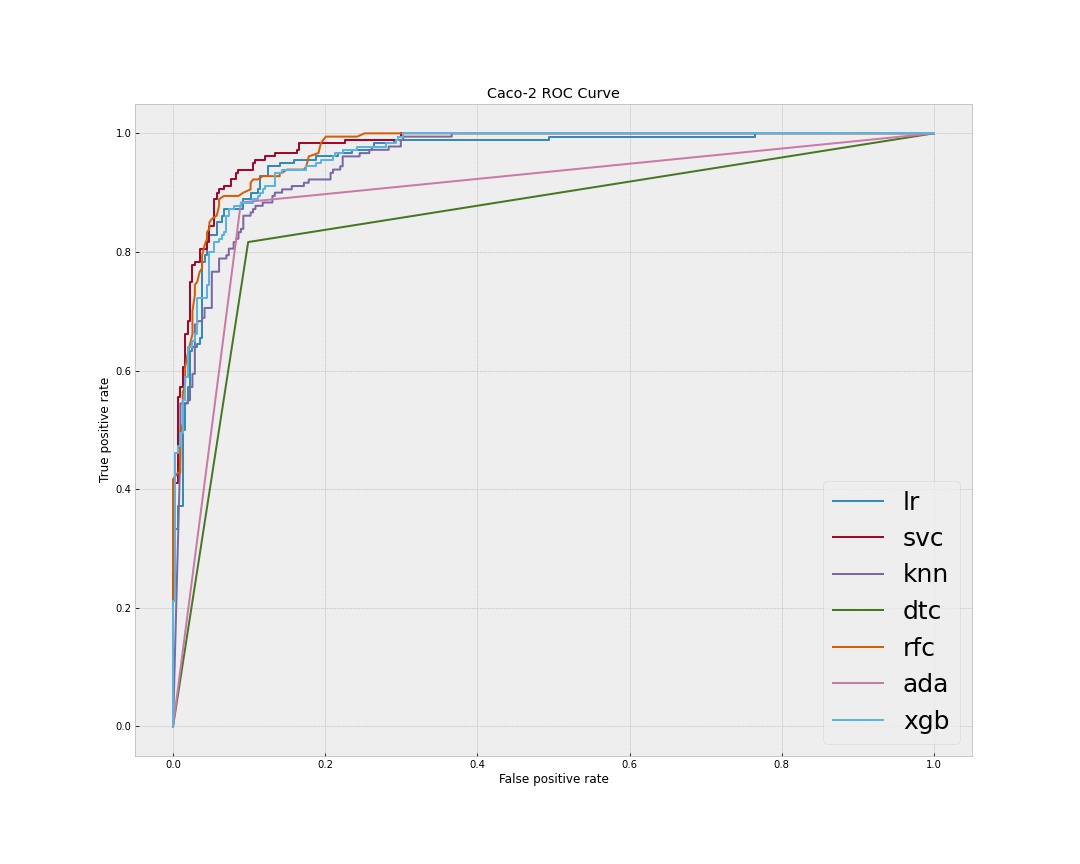 Caco-2 ROC Curve
True positive rate
1.0
0.8
0.6
0.4
0.2
0.0
0.0 0.2 0.4 0.6 0.8 1.0
False positive rate
lr
svc
knn
dtc
rfc
ada
xgb